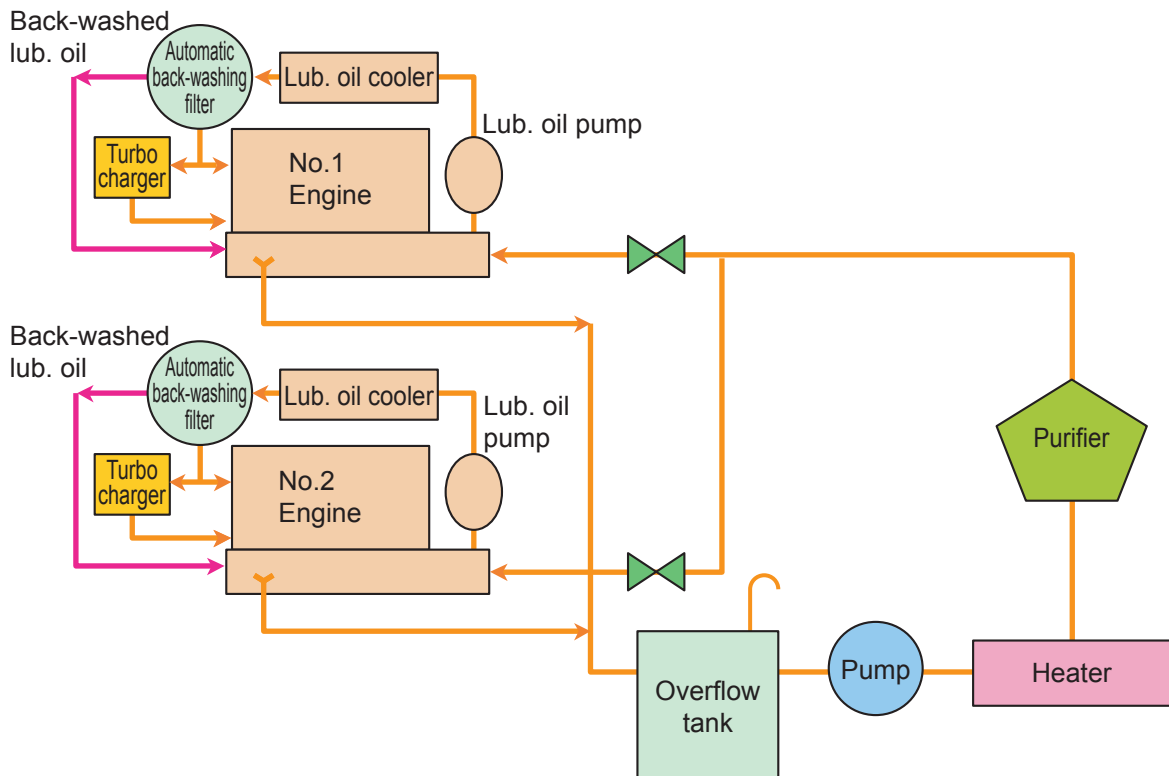 Back-washed
lub. oil
Automatic
back-washing
filter
Lub. oil cooler
Lub. oil pump
Turbo
charger
No.1
Engine
Back-washed
lub. oil
Automatic
back-washing
filter
Lub. oil cooler
Lub. oil
pump
Turbo
charger
No.2
Engine
Purifier
Overflow
tank
Pump
Heater